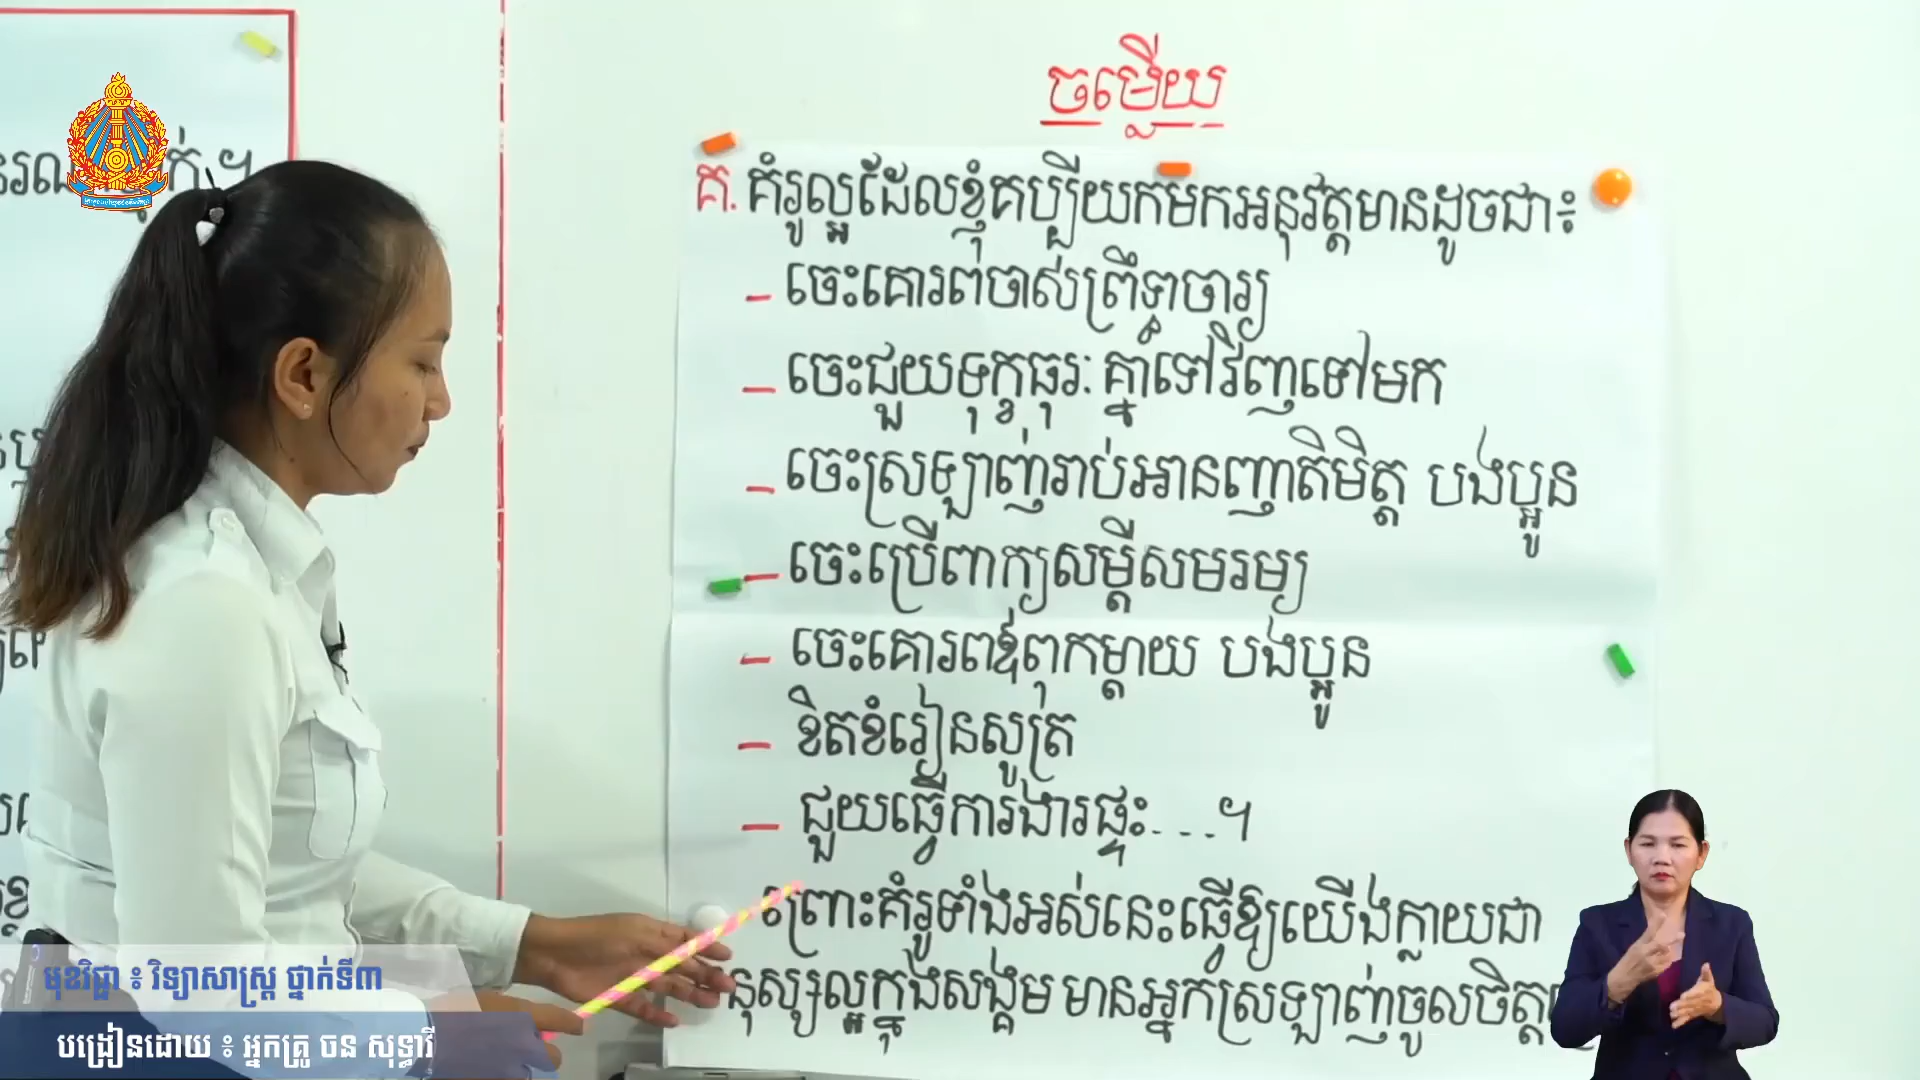 ចម្លើយ
គ. គំរូល្អដែលខ្ញុំគប្បីយកមកអនុវត្តមានដូចជា៖
– ចេះគោរពចាស់ព្រឹទ្ធាចារ្យ
– ចេះជួយទុក្ខធុរៈគ្នាទៅវិញទៅមក
– ចេះស្រឡាញ់រាប់អានញាតិមិត្ត បងប្អូន
– ចេះប្រើពាក្យសម្ដីសមរម្យ
– ចេះគោរពឪពុកម្ដាយ បងប្អូន
– ខិតខំរៀនសូត្រ
– ជួយធ្វើការងារផ្ទះ...។
ព្រោះគំរូទាំងអស់នេះធ្វើឱ្យយើងក្លាយជា
មនុស្សល្អក្នុងសង្គម មានអ្នកស្រឡាញ់ចូលចិត្ត
មុខវិជ្ជា ៖ វិទ្យាសាស្ត្រ ថ្នាក់ទី៣
បង្រៀនដោយ ៖ អ្នកគ្រូ ចន សុទ្ធាវី